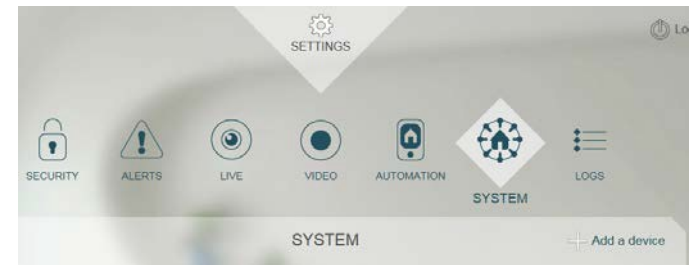 SETTINGS
SECURITY
ALERTS
LIVE
VIDEO
AUTOMATION
SYSTEM
LOGS
SYSTEM
Add a device